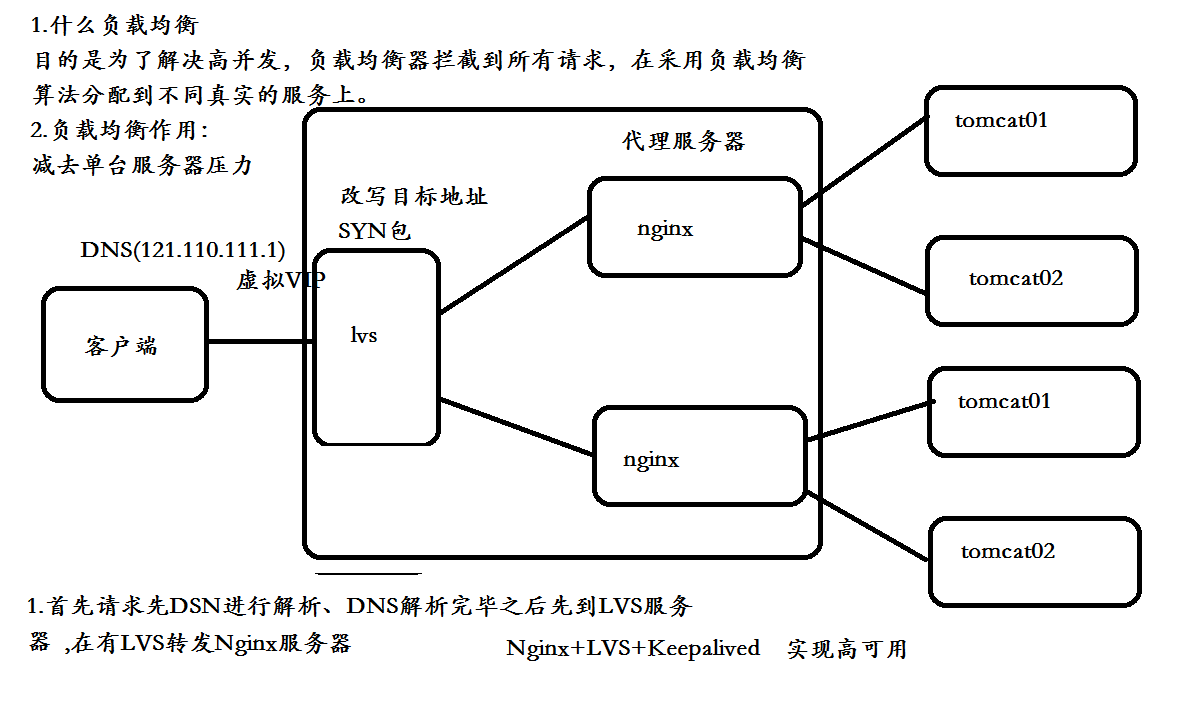 1.什么负载均衡
目的是为了解决高并发，负载均衡器拦截到所有请求，在采用负载均衡
算法分配到不同真实的服务上。
2.负载均衡作用：
减去单台服务器压力
代理服务器
tomcat01
改写目标地址
SYN包
nginx
DNS(121.110.111.1)
虚拟VIP
tomcat02
客户端
lvs
tomcat01
nginx
tomcat02
1.首先请求先DSN进行解析、DNS解析完毕之后先到LVS服务
器 ,在有LVS转发Nginx服务器
Nginx+LVS+Keepalived 实现高可用